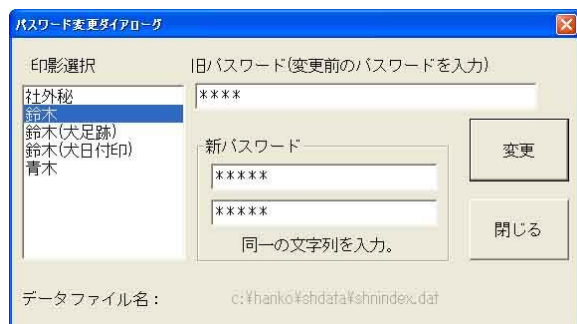 パスワード変更ダイアローグ
印影選択
旧パスワード(変更前のパスワードを入力)
社外秘
鈴木
鈴木(犬足跡)
鈴木(犬日付印)
青木
****
新パスワード
*****
*****
同一の文字列を入力。
変更
閉じる
データファイル名：
c:¥hanko¥shdata¥shnindex.dat